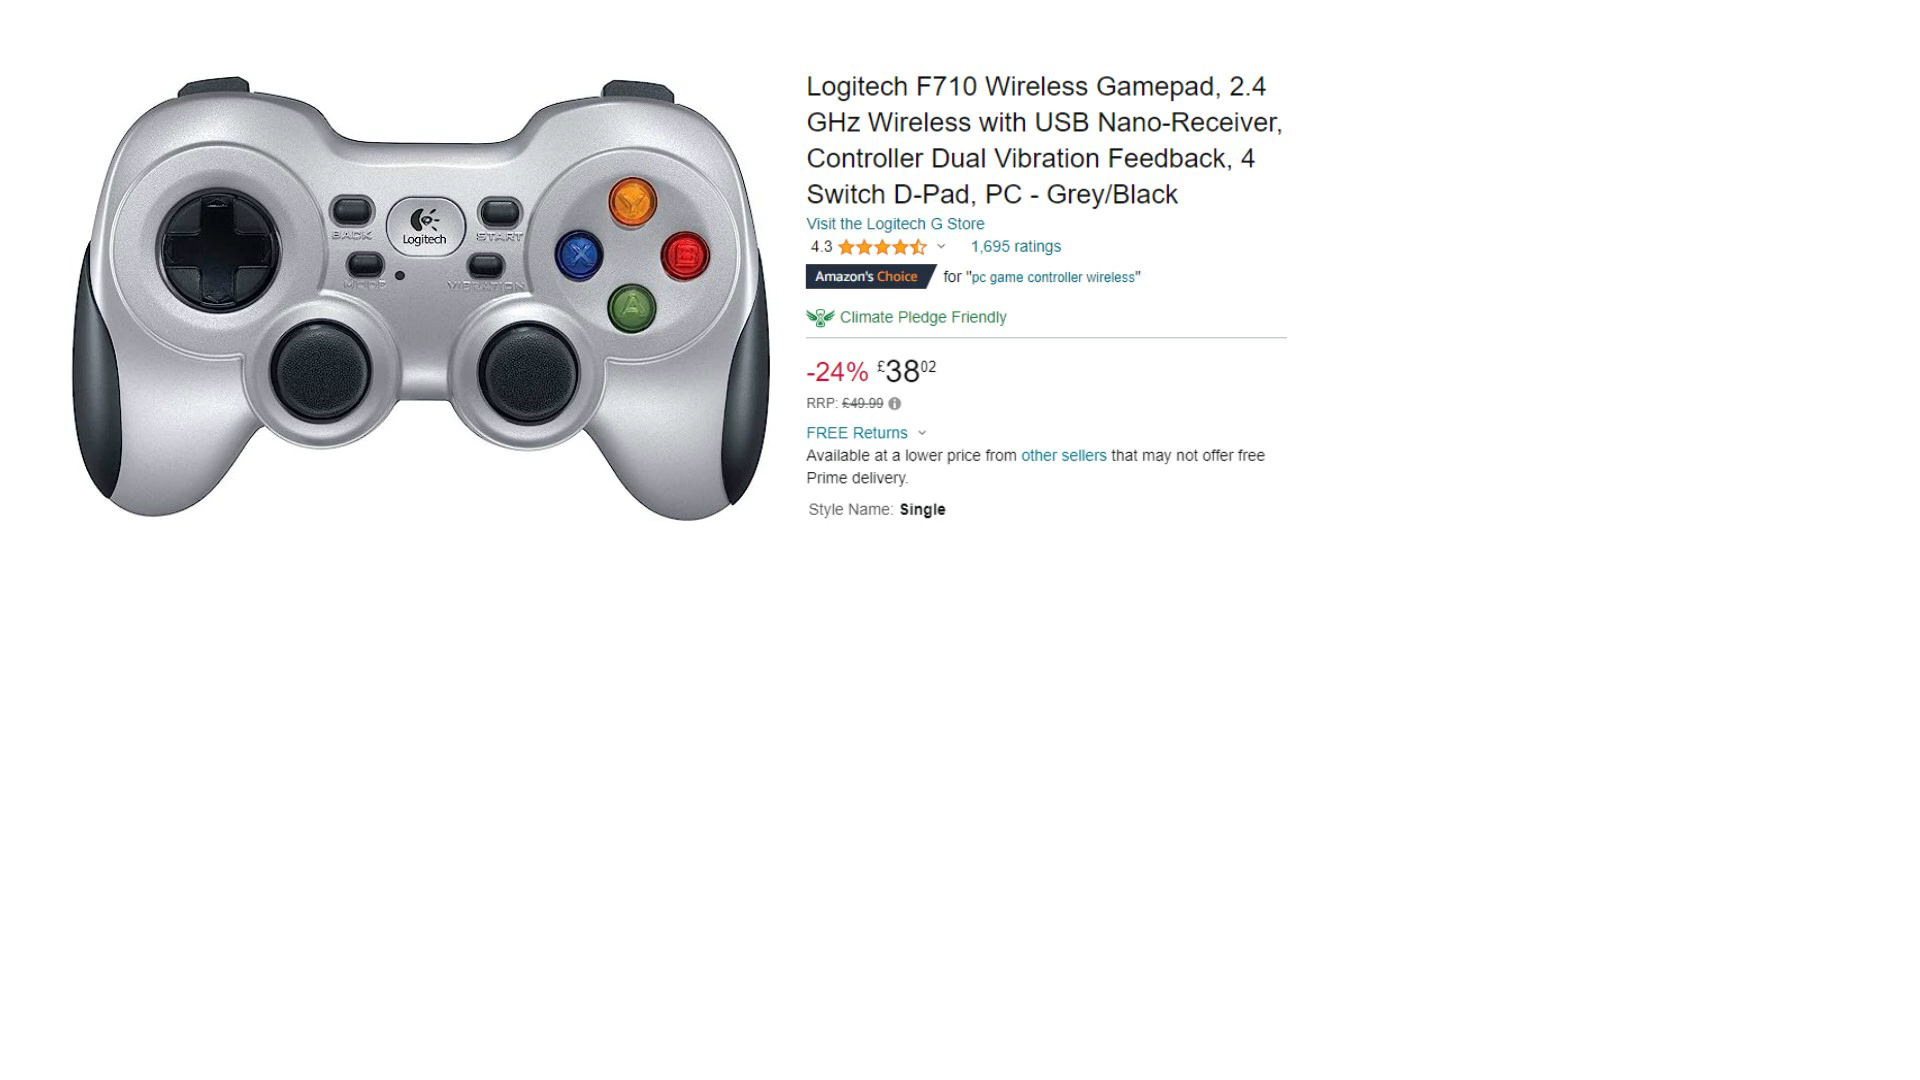 BACK
Logitech
START
MODE
VIBRATION
Y
X
B
A
Logitech F710 Wireless Gamepad, 2.4
GHz Wireless with USB Nano-Receiver,
Controller Dual Vibration Feedback, 4
Switch D-Pad, PC - Grey/Black
Visit the Logitech G Store
4.3 1,695 ratings
Amazon's Choice for "pc game controller wireless"
Climate Pledge Friendly
-24% £38 02
RRP: £49.99
FREE Returns
Available at a lower price from other sellers that may not offer free
Prime delivery.
Style Name: Single